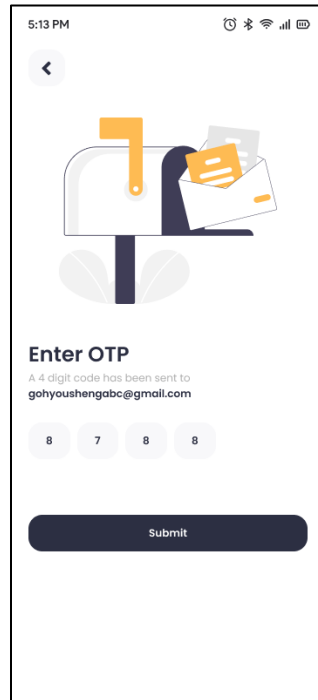 5:13 PM
Enter OTP
A 4 digit code has been sent to
gohyoushengabc@gmail.com
8 7 8 8
Submit